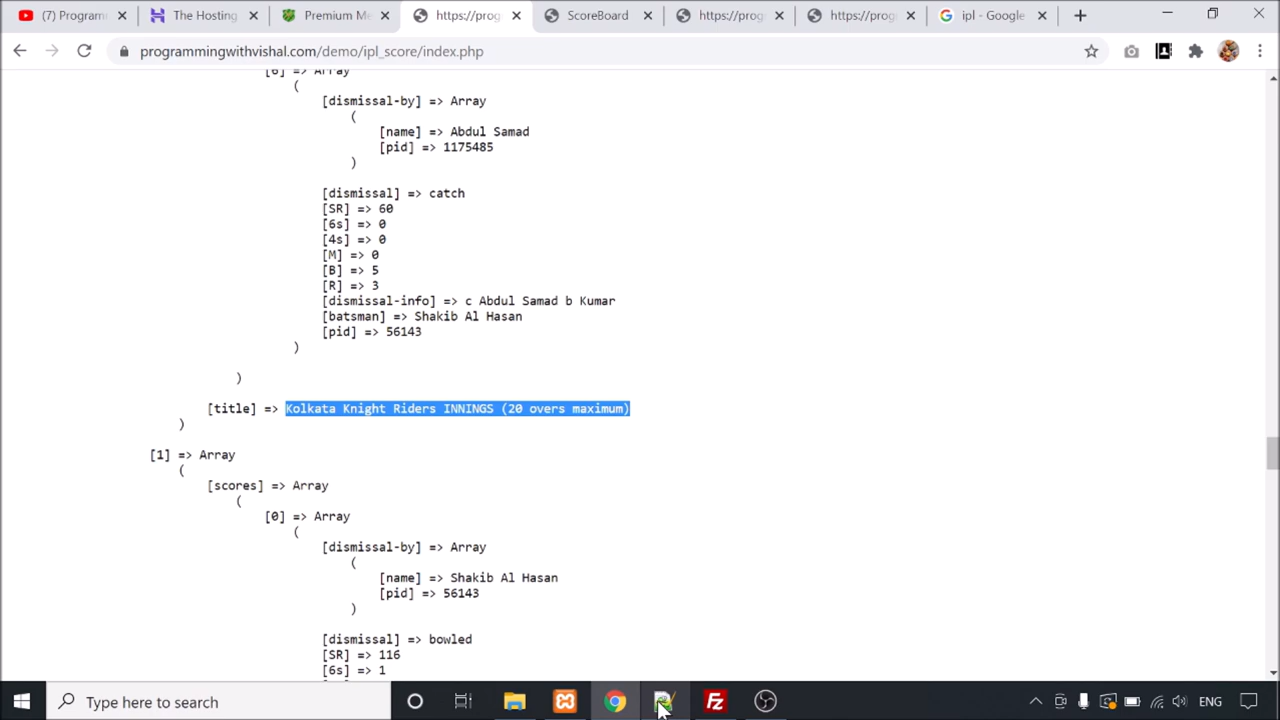 (7) Program
The Hosting
Premium Me
https://prog
ScoreBoard
https://prog
https://prog
ipl - Google
programmingwithvishal.com/demo/ipl_score/index.php
[6] => Array
(
[dismissal-by] => Array
(
[name] => Abdul Samad
[pid] => 1175485
)
[dismissal] => catch
[SR] => 60
[6s] => 0
[4s] => 0
[M] => 0
[B] => 5
[R] => 3
[dismissal-info] => c Abdul Samad b Kumar
[batsman] => Shakib Al Hasan
[pid] => 56143
)
)
[title] => Kolkata Knight Riders INNINGS (20 overs maximum)
)
[1] => Array
(
[scores] => Array
(
[0] => Array
(
[dismissal-by] => Array
(
[name] => Shakib Al Hasan
[pid] => 56143
)
[dismissal] => bowled
[SR] => 116
[6s] => 1
Type here to search
ENG